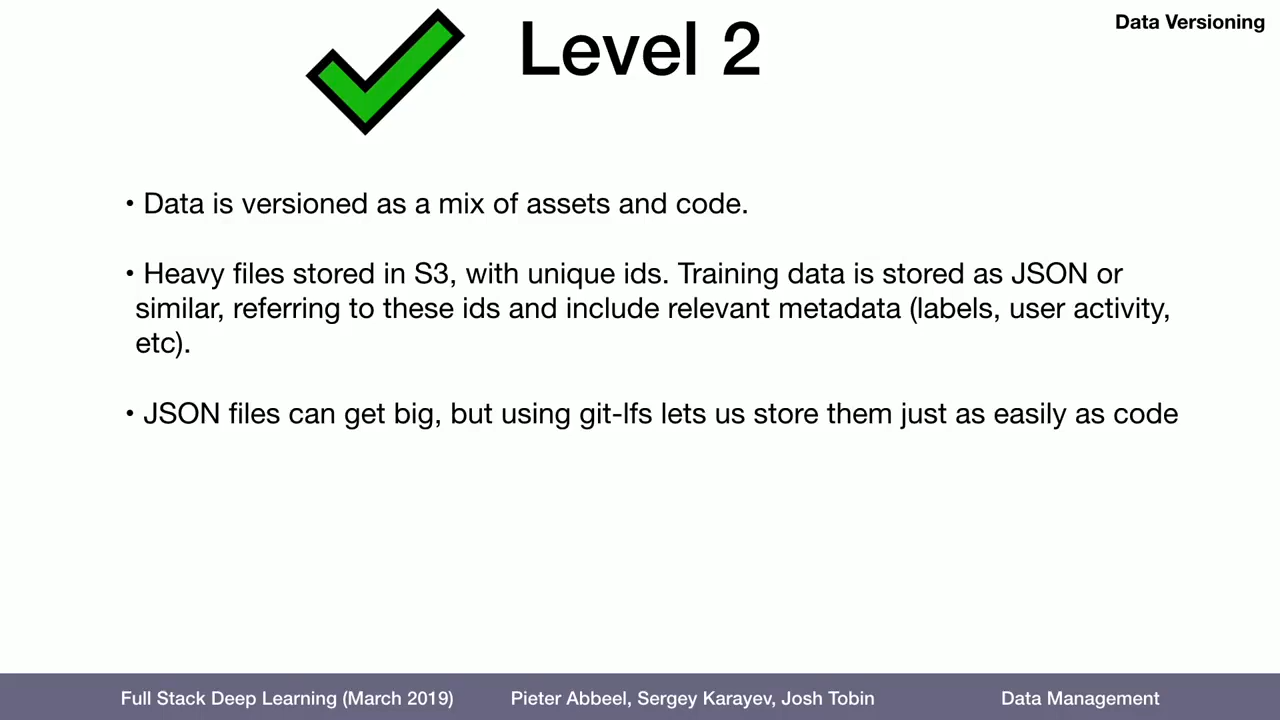 Data Versioning
Level 2
• Data is versioned as a mix of assets and code.
• Heavy files stored in S3, with unique ids. Training data is stored as JSON or
similar, referring to these ids and include relevant metadata (labels, user activity,
etc).
• JSON files can get big, but using git-lfs lets us store them just as easily as code
Full Stack Deep Learning (March 2019) Pieter Abbeel, Sergey Karayev, Josh Tobin Data Management